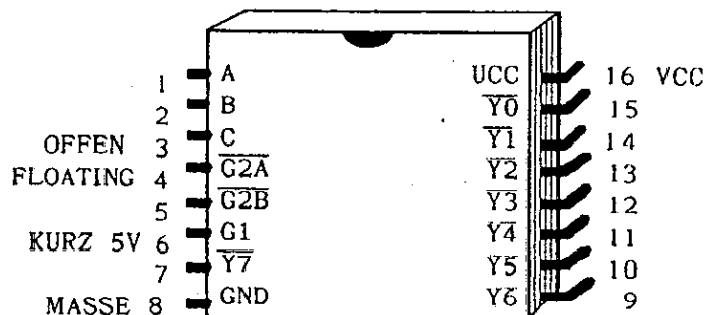 1 A UCC 16 VCC
2 B Y0 15
OFFEN 3 C Y1 14
FLOATING 4 G2A Y2 13
5 G2B Y3 12
KURZ 5V 6 G1 Y4 11
7 Y7 Y5 10
MASSE 8 GND Y6 9